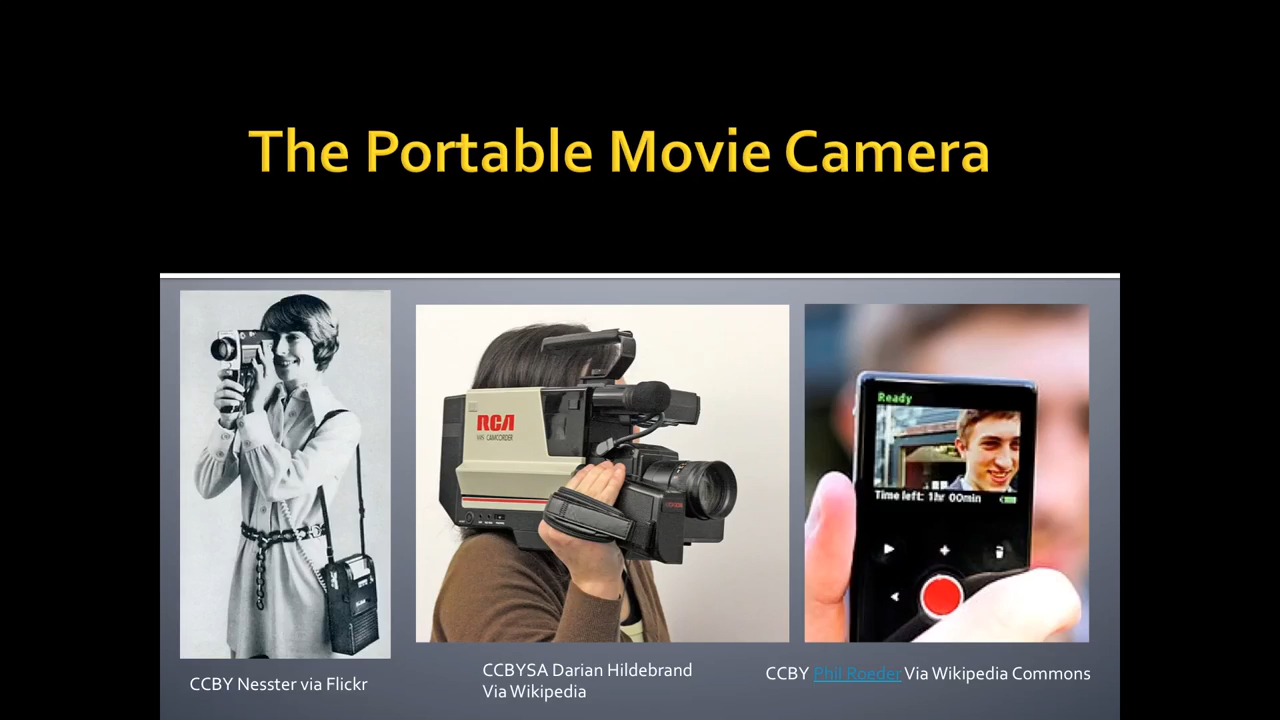 The Portable Movie Camera
RCA
VHS CAMCORDER
Ready
Time left: 1hr 00min
CCBY Nesster via Flickr
CCBYSA Darian Hildebrand
Via Wikipedia
CCBY Phil Roeder Via Wikipedia Commons